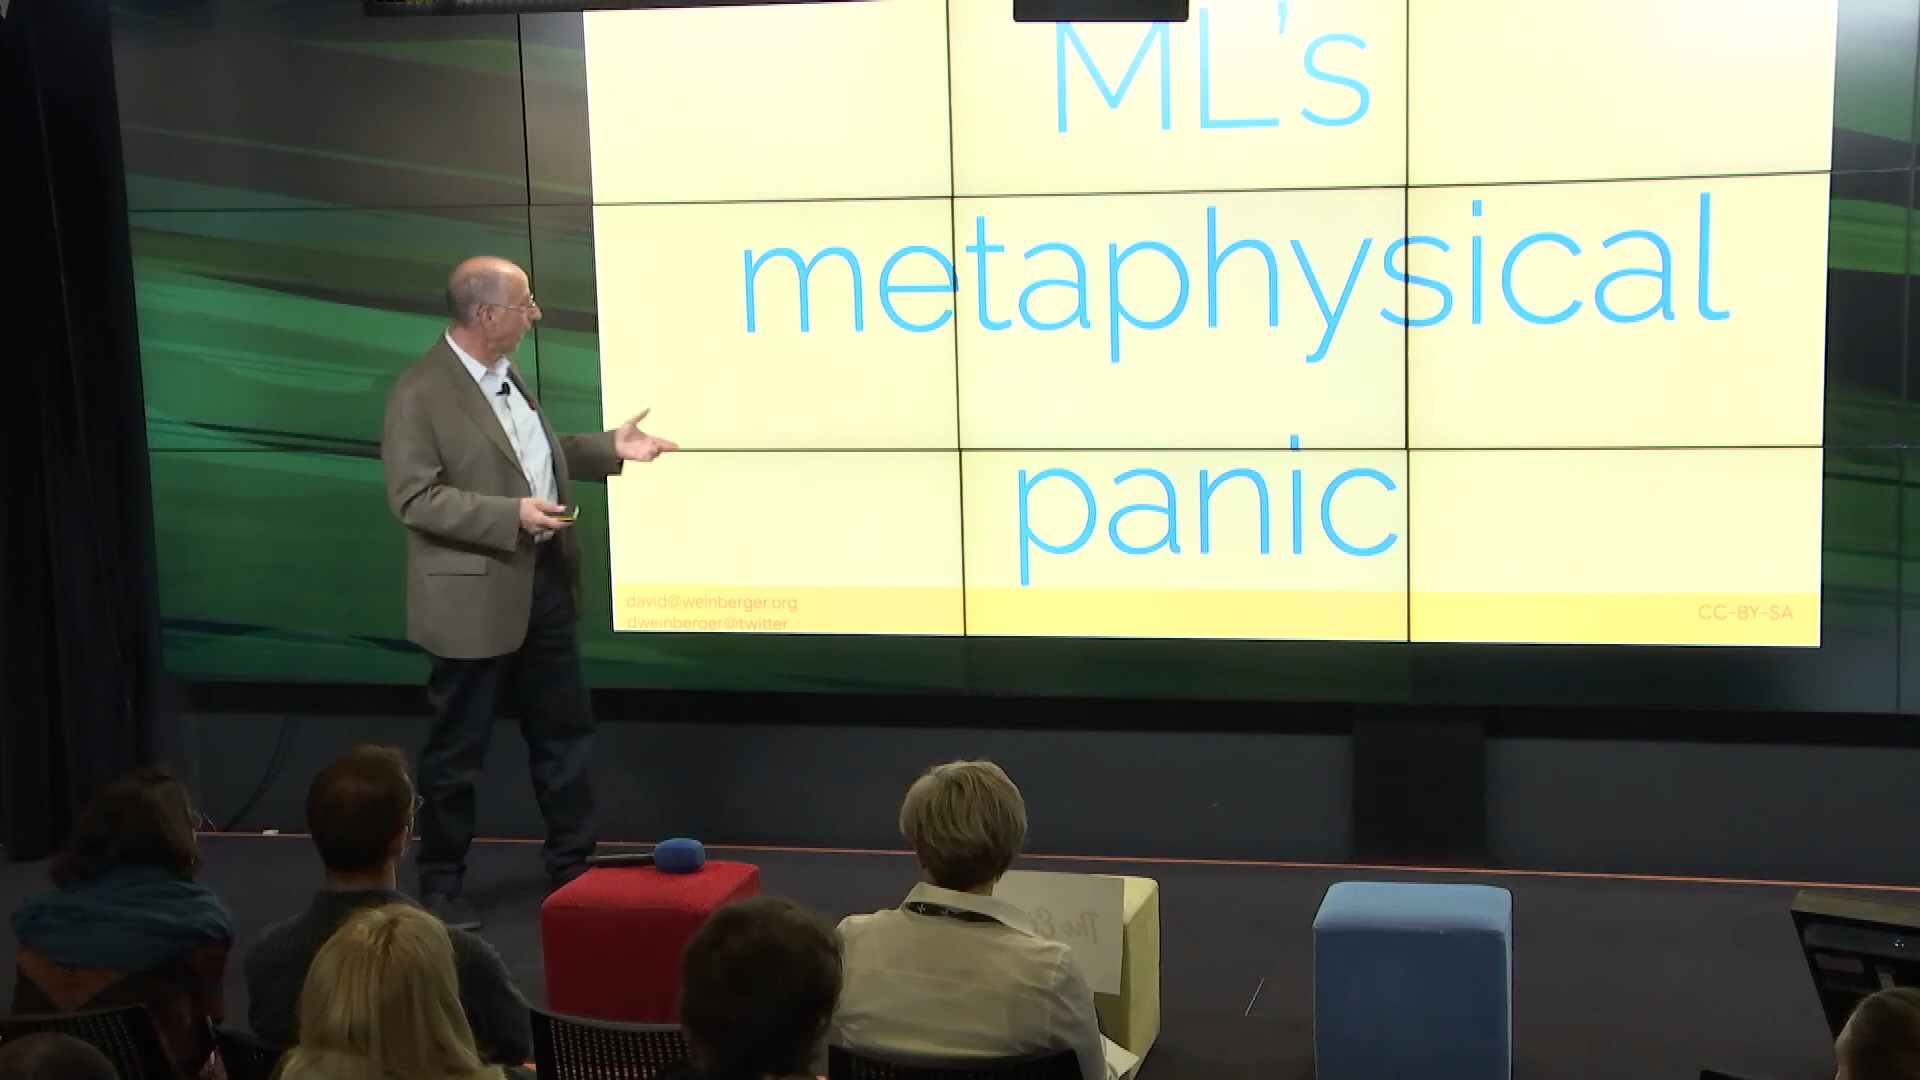 ML's
metaphysical
panic
david@weinberger.org
dweinberger@twitter
CC-BY-SA